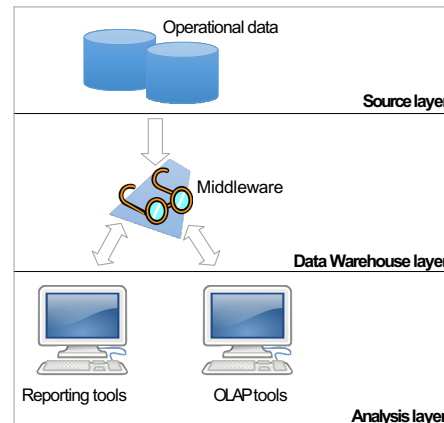 Operational data
Source layer
Middleware
Data Warehouse layer
Reporting tools
OLAP tools
Analysis layer